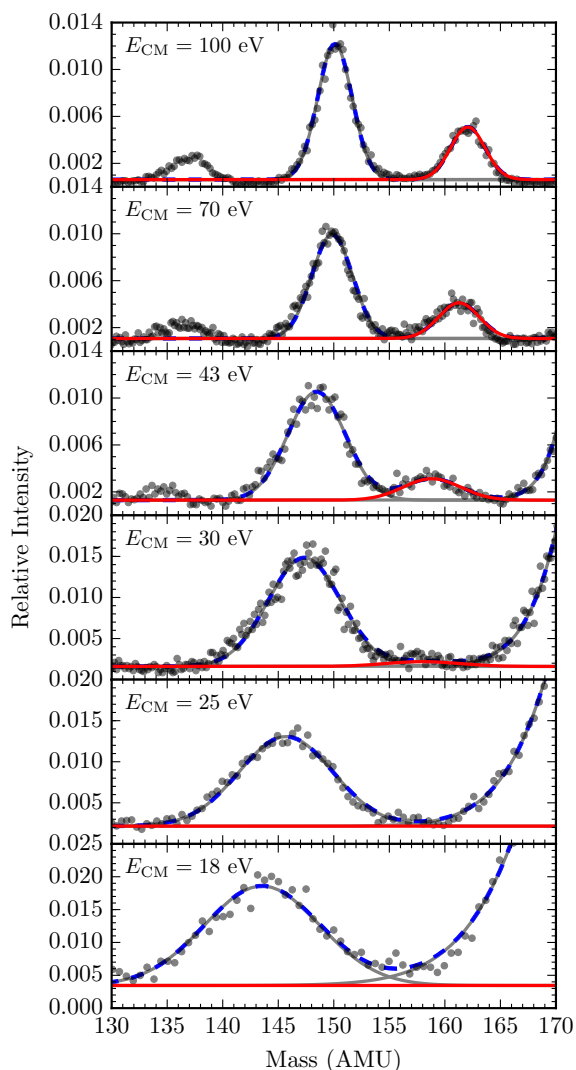 0.014
E_CM = 100 eV
0.010
0.006
0.002
0.014
E_CM = 70 eV
0.010
0.006
0.002
0.014
E_CM = 43 eV
0.010
0.006
0.002
0.020
E_CM = 30 eV
0.015
0.010
0.005
0.020
E_CM = 25 eV
0.015
0.010
0.005
0.025
E_CM = 18 eV
0.020
0.015
0.010
0.005
0.000
130 135 140 145 150 155 160 165 170
Mass (AMU)
Relative Intensity